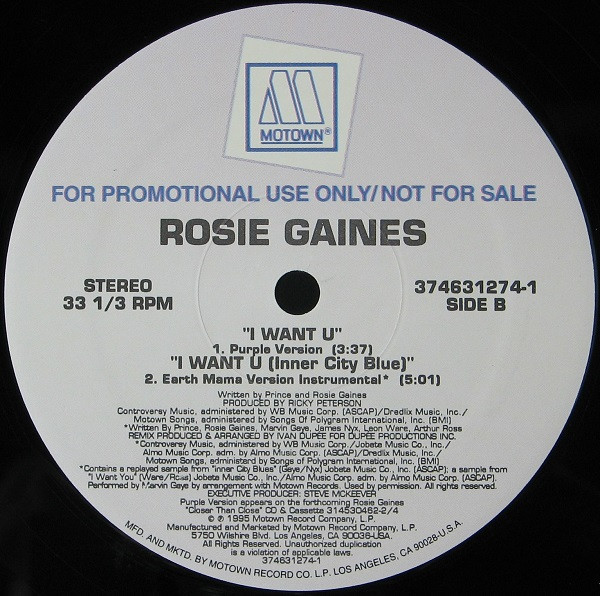 MOTOWN®
FOR PROMOTIONAL USE ONLY/NOT FOR SALE
ROSIE GAINES
STEREO
33 1/3 RPM
374631274-1
SIDE B
"I WANT U"
1. Purple Version (3:37)
"I WANT U (Inner City Blue)"
2. Earth Mama Version Instrumental* (5:01)
Written by Prince and Rosie Gaines
PRODUCED BY RICKY PETERSON
Controversy Music, administered by WB Music Corp. (ASCAP)/Dredlix Music, Inc./
Motown Songs, administered by Songs Of Polygram International, Inc. (BMI)
*Written By Prince, Rosie Gaines, Marvin Gaye, James Nyx, Leon Ware, Arthur Ross
REMIX PRODUCED & ARRANGED BY IVAN DUPEE FOR DUPEE PRODUCTIONS INC.
*Controversy Music, administered by WB Music Corp./Jobete Music Co., Inc./
Almo Music Corp. adm. by Almo Music Corp. (ASCAP)/Dredlix Music, Inc./
Motown Songs, administerd by Songs of Polygram International, Inc. (BMI)
*Contains a replayed sample from "Inner City Blues" (Gaye/Nyx) Jobete Music Co., Inc. (ASCAP); a sample from
"I Want You" (Ware/Ross) Jobete Music Co., Inc./Almo Music Corp. adm. by Almo Music Corp. (ASCAP).
Performed by Marvin Gaye by arrangement with Motown Records. Used by permission. All rights reserved.
EXECUTIVE PRODUCER: STEVE MCKEEVER
Purple Version appears on the forthcoming Rosie Gaines
"Closer Than Close" CD & Cassette 314530462-2/4
© ℗ 1995 Motown Record Company, L.P.
Manufactured and Marketed by Motown Record Company, L.P.
5750 Wilshire Blvd. Los Angeles, CA 90036-USA.
All Rights Reserved. Unauthorized duplication
is a violation of applicable laws.
374631274-1
MFD. AND MKTD. BY MOTOWN RECORD CO. L.P. LOS ANGELES, CA 90028-U.S.A.